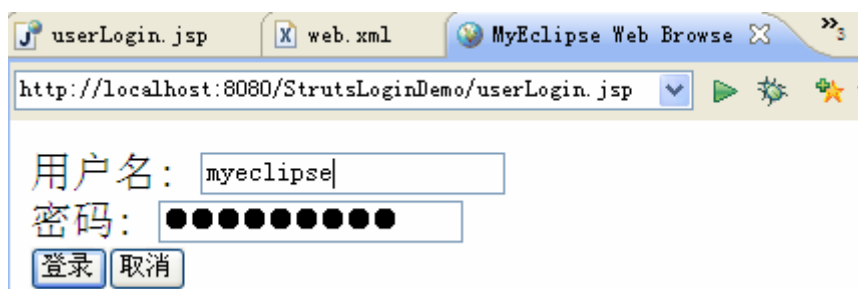 userLogin.jsp web.xml MyEclipse Web Browse »3
http://localhost:8080/StrutsLoginDemo/userLogin.jsp
用户名: myeclipse
密码: ●●●●●●●●●
登录 取消